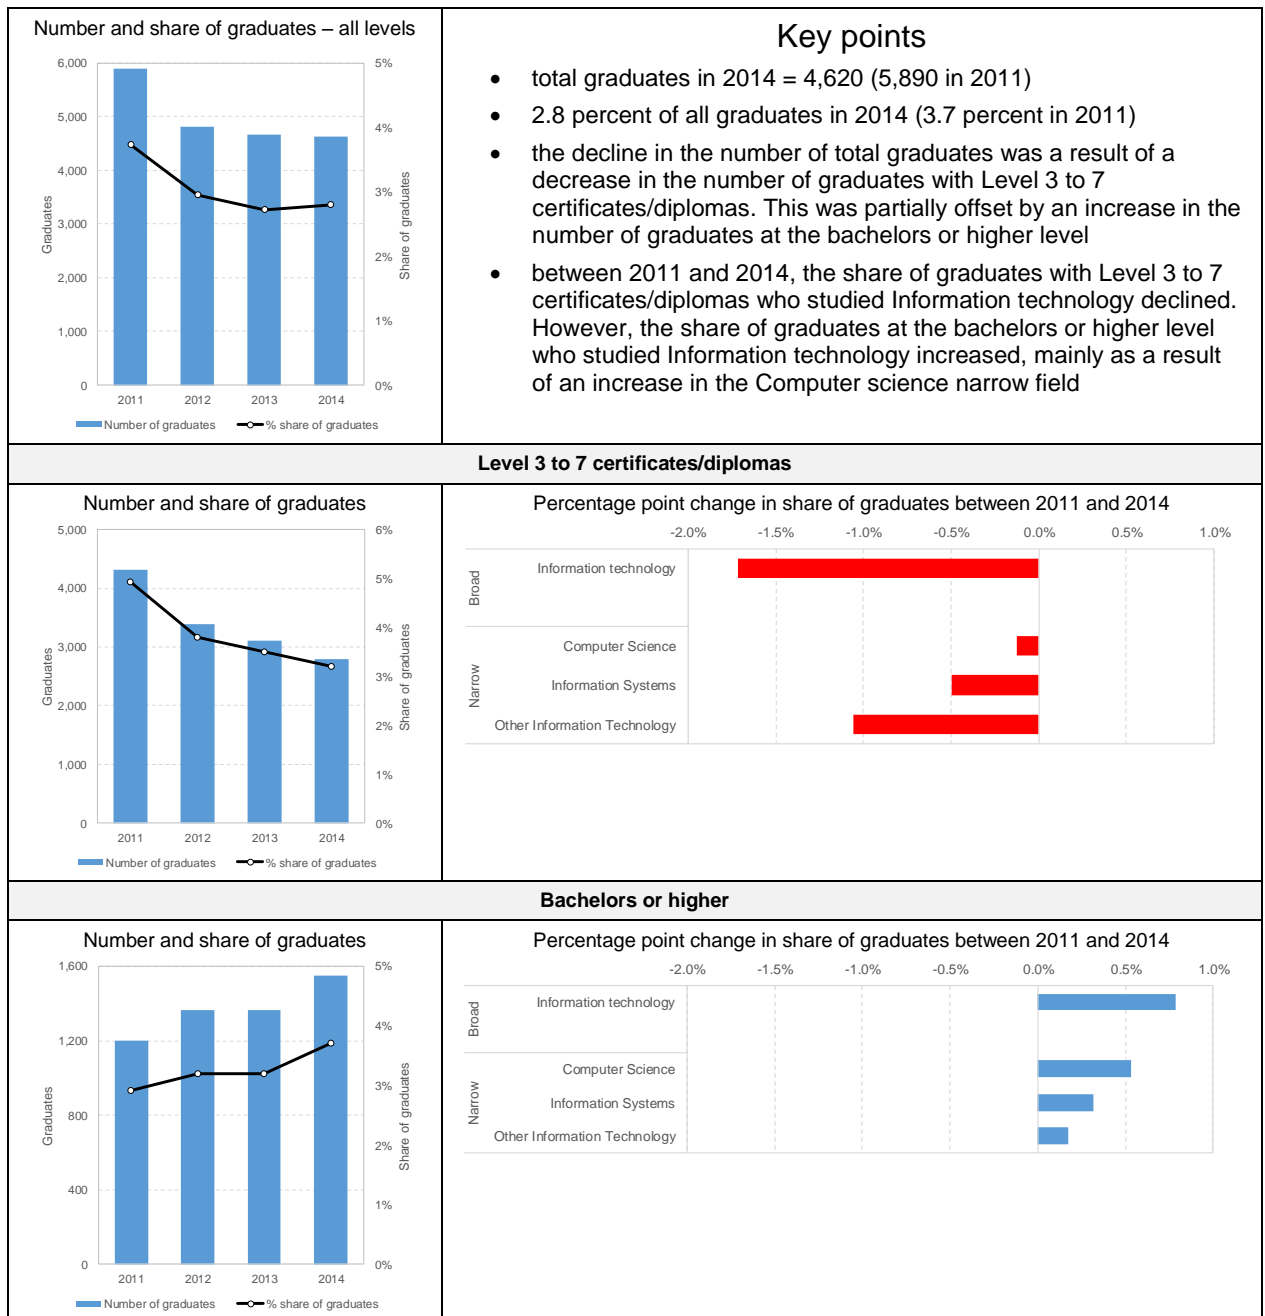 Number and share of graduates – all levels
6,000
5,000
4,000
3,000
2,000
1,000
0
5%
4%
3%
2%
1%
0%
Graduates
Share of graduates
2011 2012 2013 2014
Number of graduates % share of graduates
Key points
• total graduates in 2014 = 4,620 (5,890 in 2011)
• 2.8 percent of all graduates in 2014 (3.7 percent in 2011)
• the decline in the number of total graduates was a result of a
decrease in the number of graduates with Level 3 to 7
certificates/diplomas. This was partially offset by an increase in the
number of graduates at the bachelors or higher level
• between 2011 and 2014, the share of graduates with Level 3 to 7
certificates/diplomas who studied Information technology declined.
However, the share of graduates at the bachelors or higher level
who studied Information technology increased, mainly as a result
of an increase in the Computer science narrow field
Level 3 to 7 certificates/diplomas
Number and share of graduates
5,000
4,000
3,000
2,000
1,000
0
6%
5%
4%
3%
2%
1%
0%
Graduates
Share of graduates
2011 2012 2013 2014
Number of graduates % share of graduates
Percentage point change in share of graduates between 2011 and 2014
-2.0% -1.5% -1.0% -0.5% 0.0% 0.5% 1.0%
Broad
Information technology
Narrow
Computer Science
Information Systems
Other Information Technology
Bachelors or higher
Number and share of graduates
1,600
1,200
800
400
0
5%
4%
3%
2%
1%
0%
Graduates
Share of graduates
2011 2012 2013 2014
Number of graduates % share of graduates
Percentage point change in share of graduates between 2011 and 2014
-2.0% -1.5% -1.0% -0.5% 0.0% 0.5% 1.0%
Broad
Information technology
Narrow
Computer Science
Information Systems
Other Information Technology